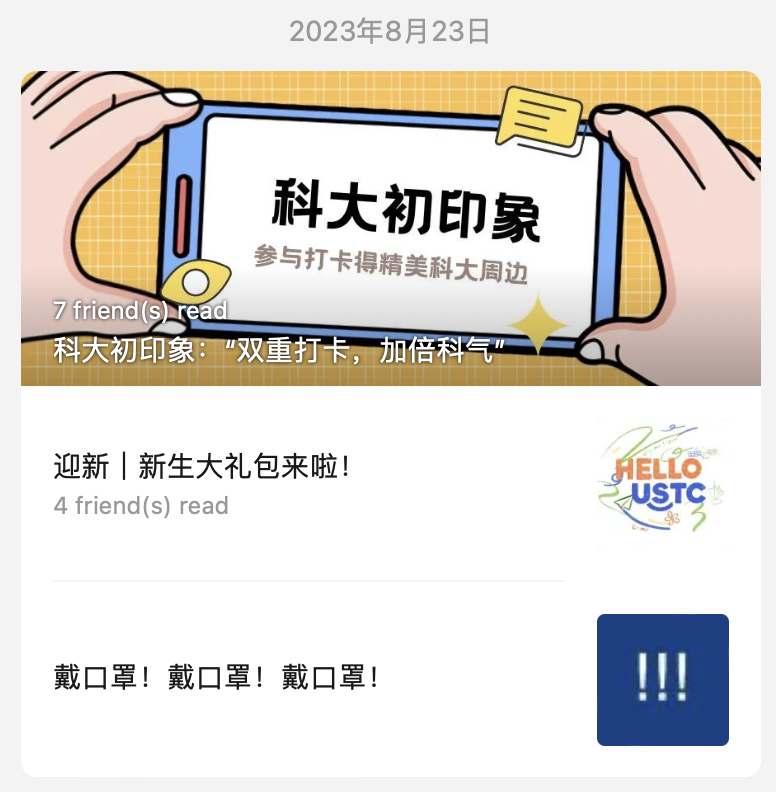 2023年8月23日
科大初印象
参与打卡得精美科大周边
7 friend(s) read
科大初印象：“双重打卡，加倍科气”
迎新｜新生大礼包来啦！
4 friend(s) read
HELLO
USTC
戴口罩！戴口罩！戴口罩！
!!!